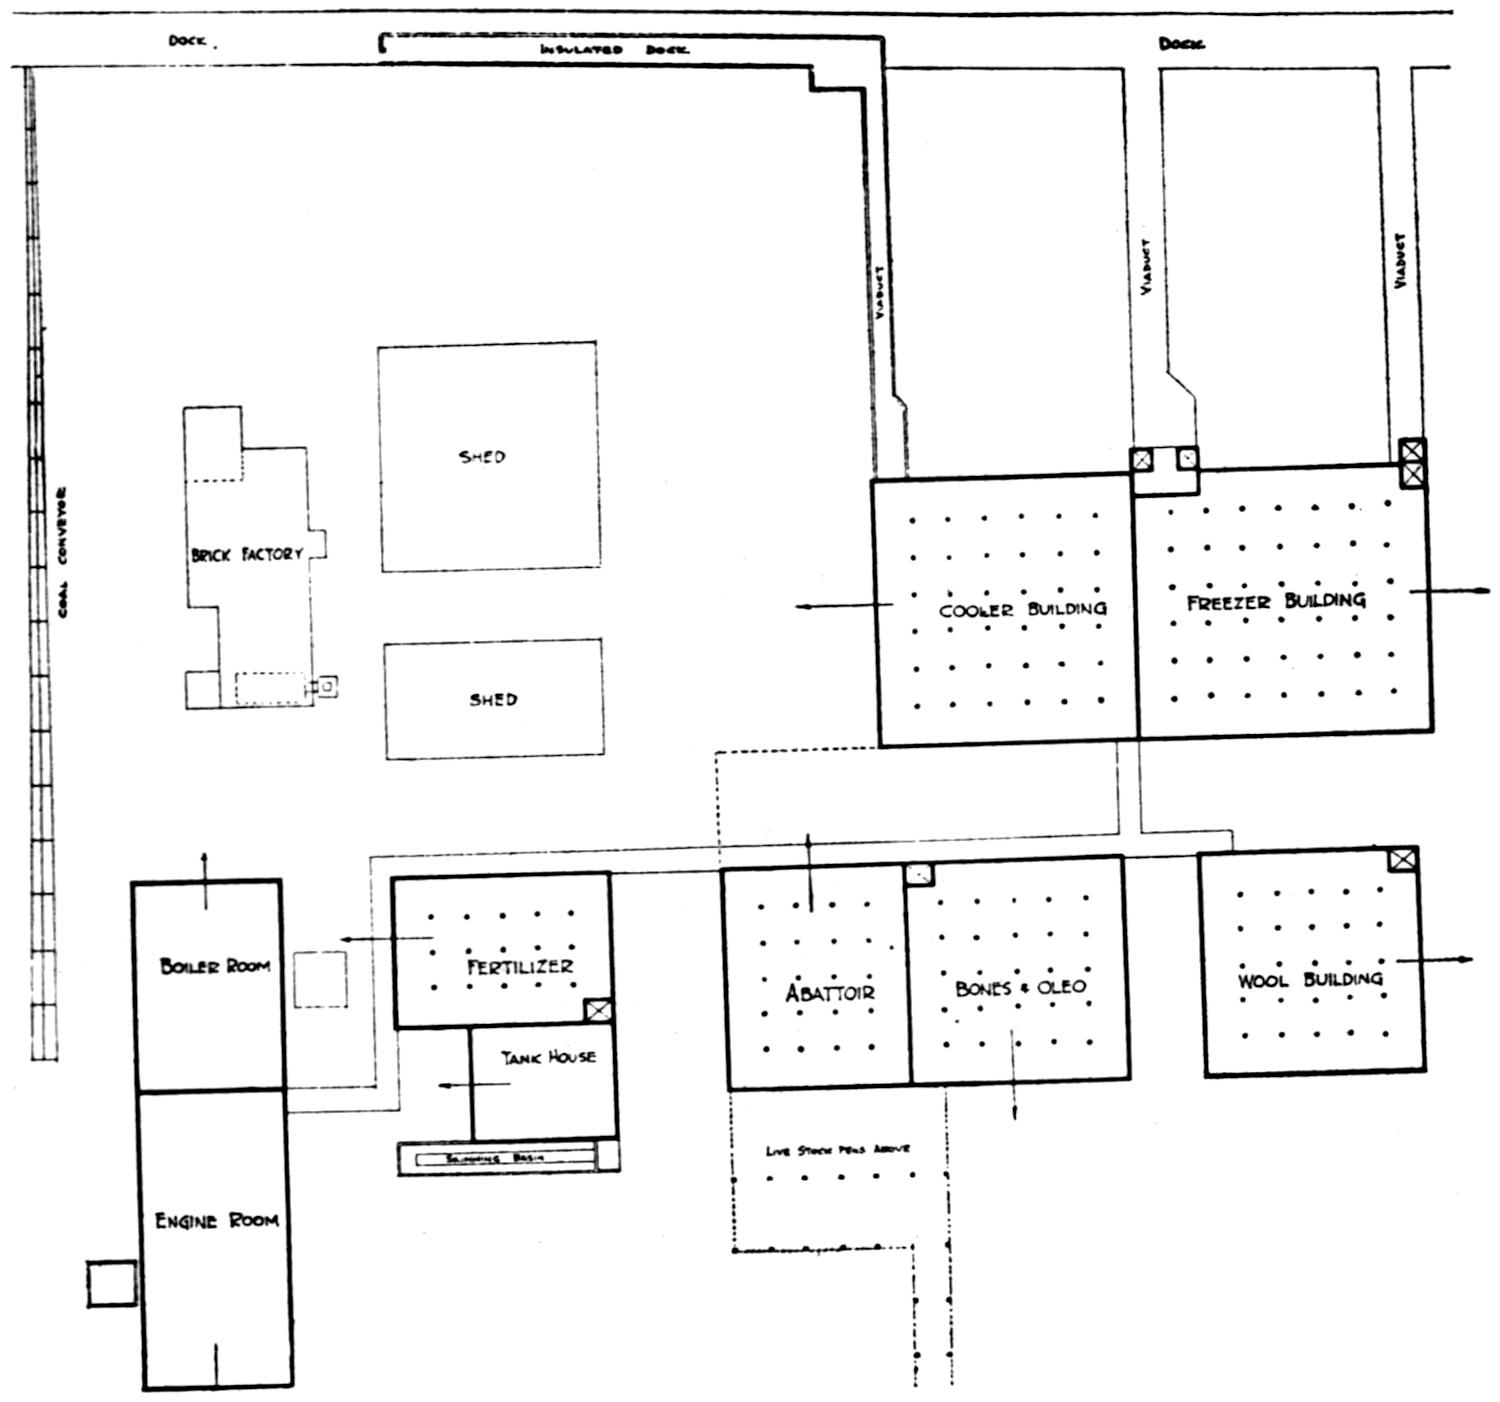 DOCK.
INSULATED DOCK
DOCK
VIADUCT
VIADUCT
VIADUCT
COAL CONVEYOR
SHED
BRICK FACTORY
COOLER BUILDING
FREEZER BUILDING
SHED
BOILER ROOM
FERTILIZER
ABATTOIR
BONES & OLEO
WOOL BUILDING
TANK HOUSE
LIVE STOCK PENS ABOVE
SKIMMING BASIN
ENGINE ROOM